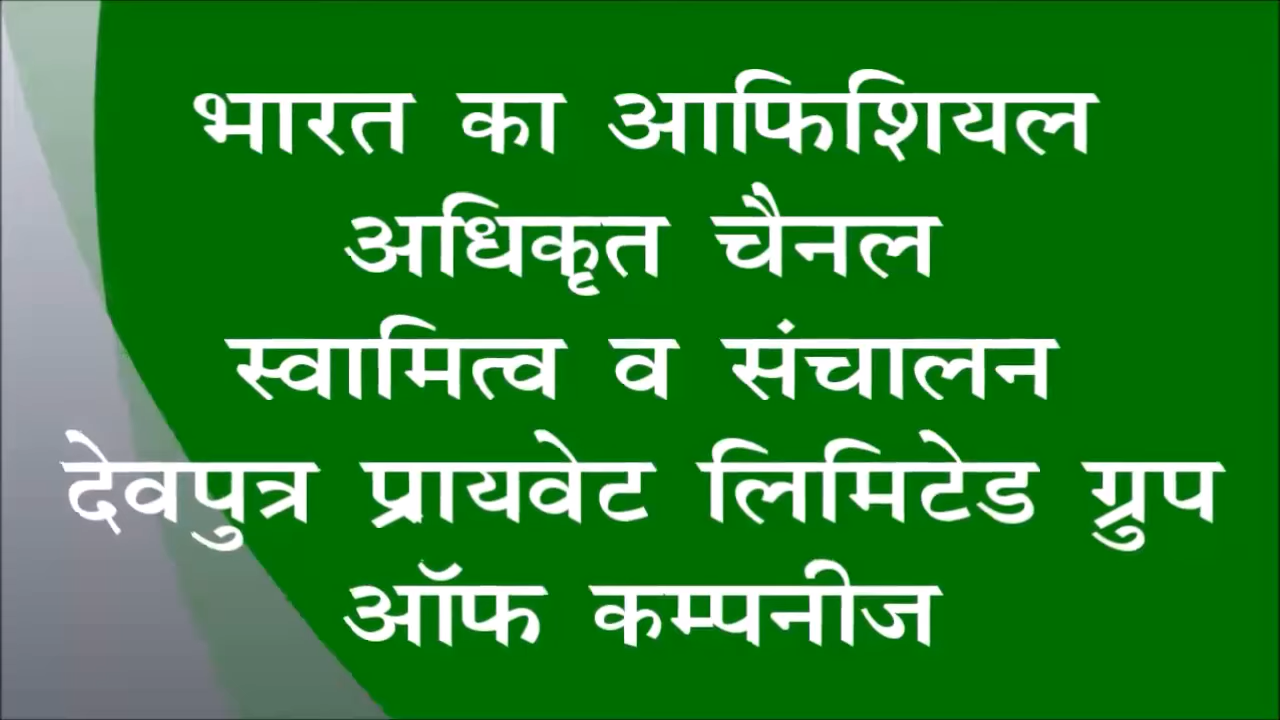 भारत का आफिशियल
अधिकृत चैनल
स्वामित्व व संचालन
देवपुत्र प्रायवेट लिमिटेड ग्रुप
ऑफ कम्पनीज